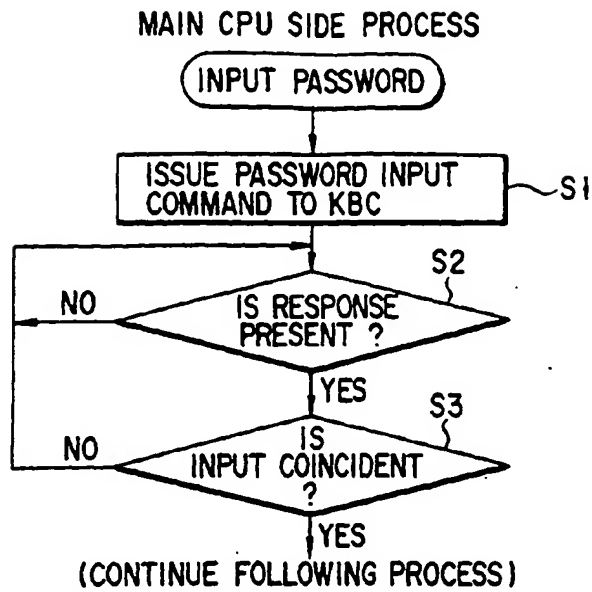 MAIN CPU SIDE PROCESS
INPUT PASSWORD
ISSUE PASSWORD INPUT
COMMAND TO KBC
S1
S2
NO
IS RESPONSE
PRESENT ?
YES
S3
NO
IS
INPUT COINCIDENT
?
YES
(CONTINUE FOLLOWING PROCESS)